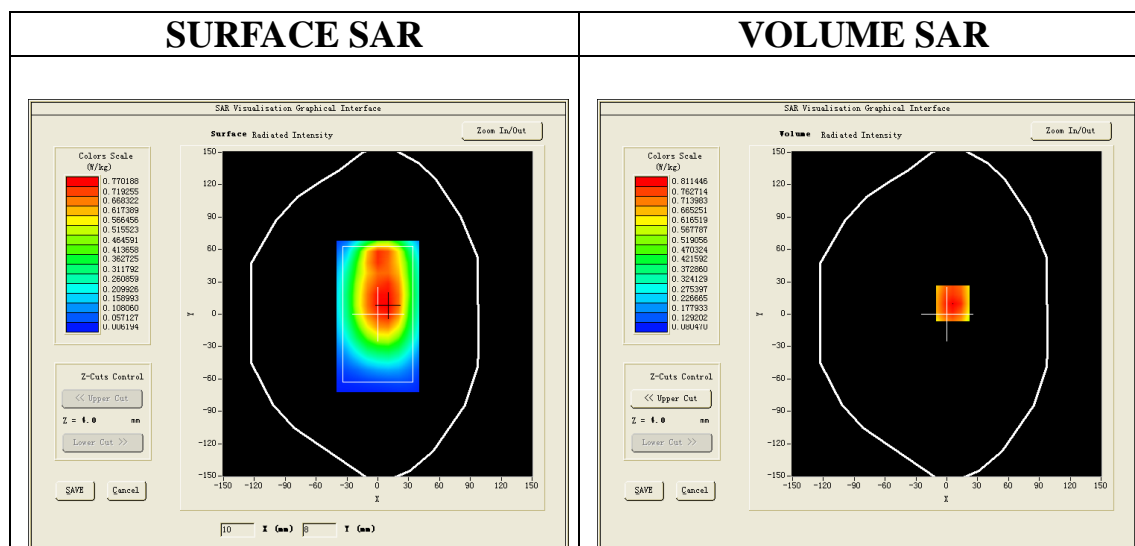 SURFACE SAR
VOLUME SAR
SAR Visualisation Graphical Interface
Surface Radiated Intensity
Zoom In/Out
Colors Scale
(W/kg)
0.770188
0.719255
0.668322
0.617389
0.566456
0.515523
0.464591
0.413658
0.362725
0.311792
0.260859
0.209926
0.158993
0.108060
0.057127
0.006194
Z-Cuts Control
<< Upper Cut
Z = 4.0 mm
Lower Cut >>
SAVE
Cancel
150
120
90
60
30
0
-30
-60
-90
-120
-150
Y
-150 -120 -90 -60 -30 0 30 60 90 120 150
X
10 X (mm) 8 Y (mm)
SAR Visualisation Graphical Interface
Volume Radiated Intensity
Zoom In/Out
Colors Scale
(W/kg)
0.811446
0.762714
0.713983
0.665251
0.616519
0.567787
0.519056
0.470324
0.421592
0.372860
0.324129
0.275397
0.226665
0.177933
0.129202
0.080470
Z-Cuts Control
<< Upper Cut
Z = 4.0 mm
Lower Cut >>
SAVE
Cancel
150
120
90
60
30
0
-30
-60
-90
-120
-150
Y
-150 -120 -90 -60 -30 0 30 60 90 120 150
X